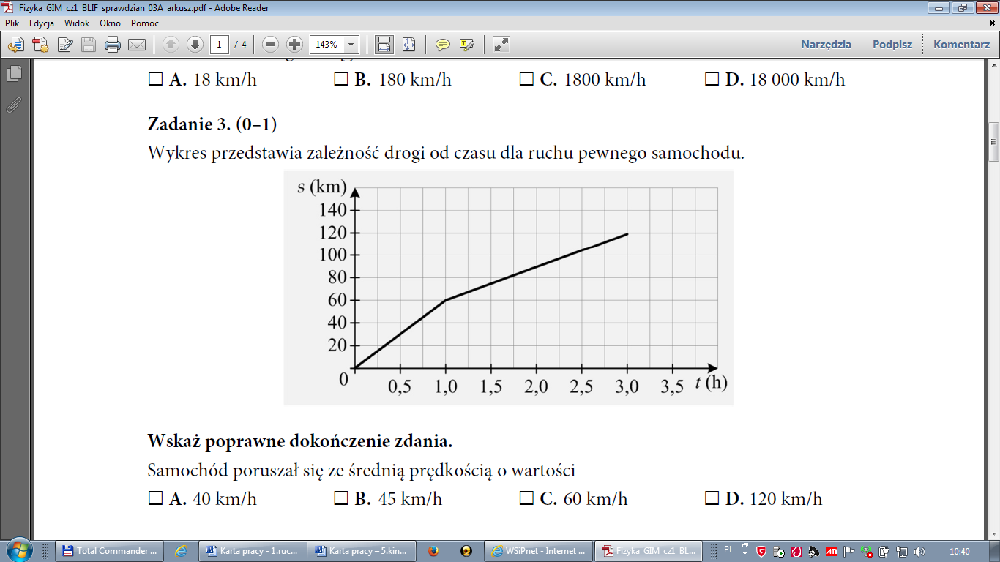 Fizyka_GIM_cz1_BLIF_sprawdzian_03A_arkusz.pdf - Adobe Reader
Plik Edycja Widok Okno Pomoc
1 / 4 143% Narzędzia Podpisz Komentarz
A. 18 km/h B. 180 km/h C. 1800 km/h D. 18 000 km/h
Zadanie 3. (0–1)
Wykres przedstawia zależność drogi od czasu dla ruchu pewnego samochodu.
s (km)
140
120
100
80
60
40
20
0
0,5 1,0 1,5 2,0 2,5 3,0 3,5 t (h)
Wskaż poprawne dokończenie zdania.
Samochód poruszał się ze średnią prędkością o wartości
A. 40 km/h B. 45 km/h C. 60 km/h D. 120 km/h
Total Commander ... Karta pracy - 1.ruc... Karta pracy – 5.kin... WSiPnet - Internet ... Fizyka_GIM_cz1_BL... PL ATI 10:40